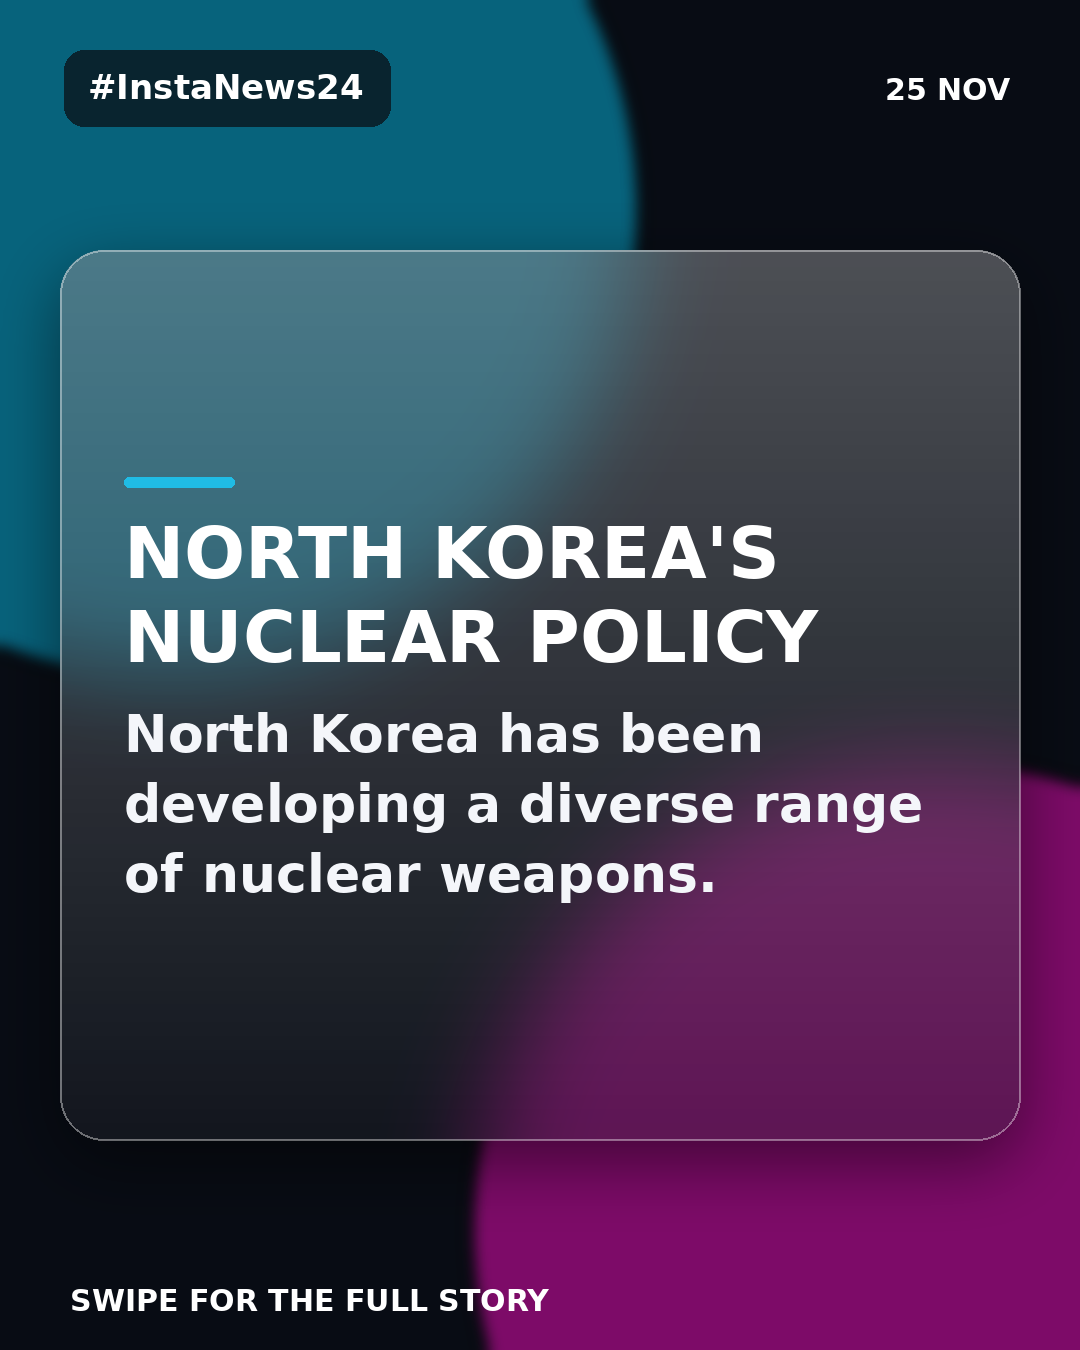 #InstaNews24
25 NOV
NORTH KOREA'S
NUCLEAR POLICY
North Korea has been
developing a diverse range
of nuclear weapons.
SWIPE FOR THE FULL STORY